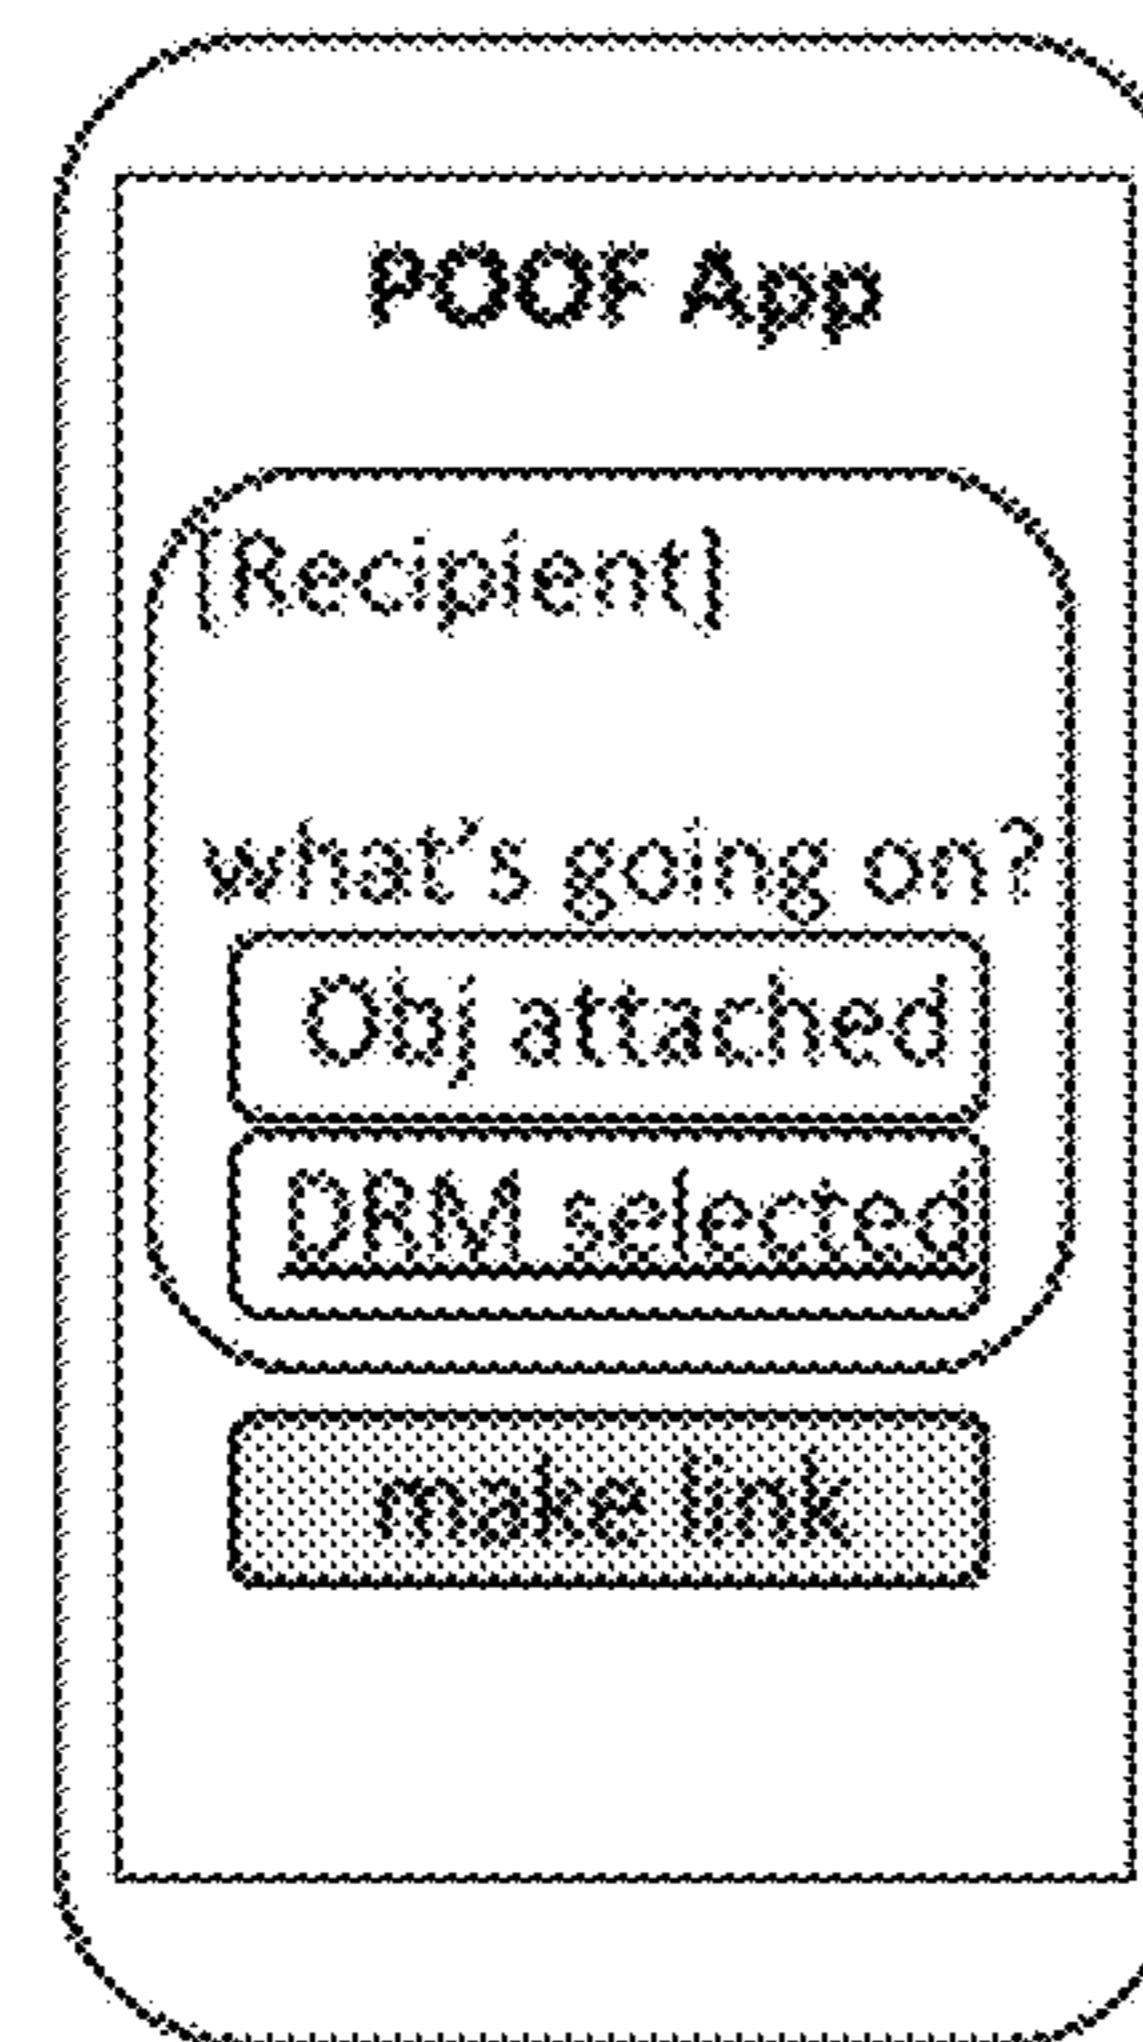 POOF App
[Recipient]
what's going on?
Obj attached
DRM selected
make link